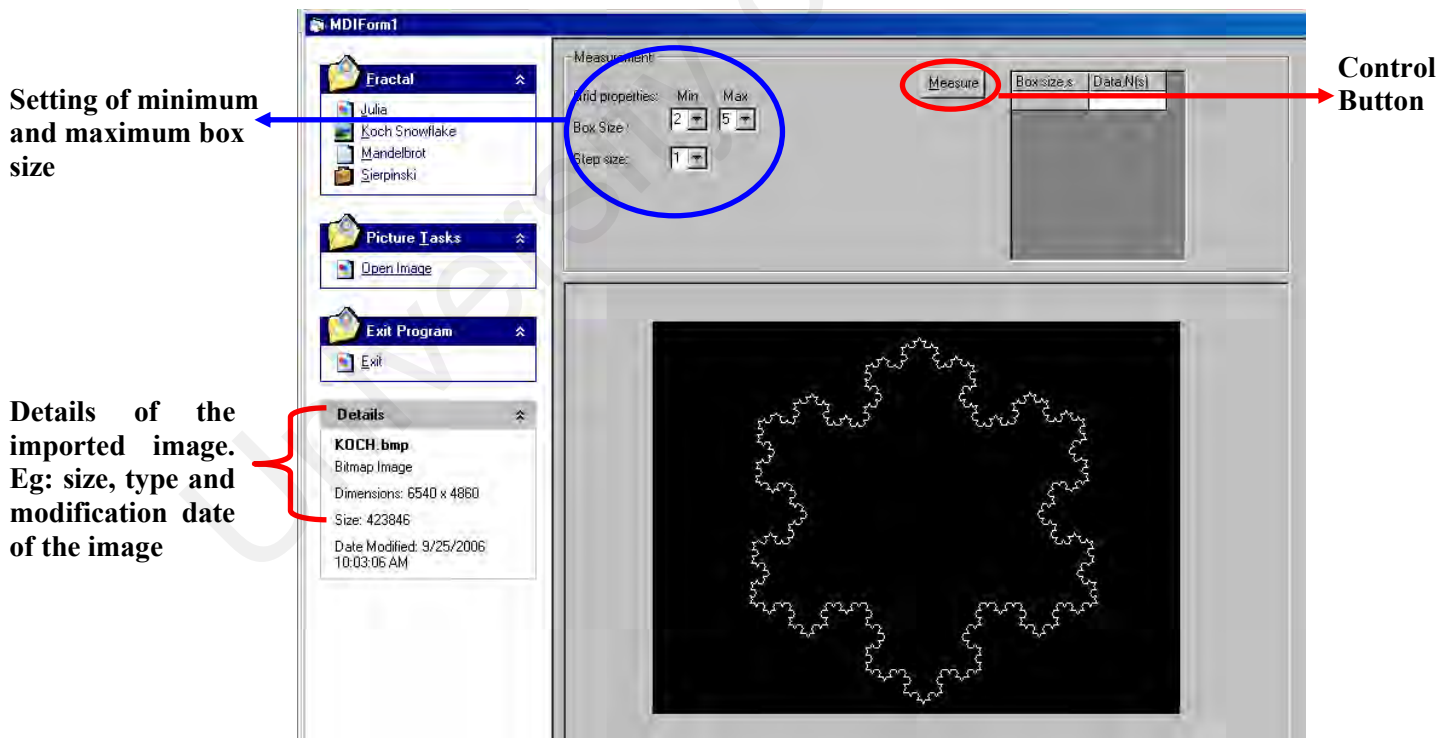 MDIForm1
Setting of minimum
and maximum box
size
Fractal
Julia
Koch Snowflake
Mandelbrot
Sierpinski
Picture Tasks
Open Image
Exit Program
Exit
Details of the
imported image.
Eg: size, type and
modification date
of the image
Details
KOCH.bmp
Bitmap Image
Dimensions: 6540 x 4860
Size: 423846
Date Modified: 9/25/2006
10:03:06 AM
Measurement
Grid properties: Min Max
Box Size: 2 5
Step size: 1
Measure
Box size,s Data,N(s)
Control
Button
University